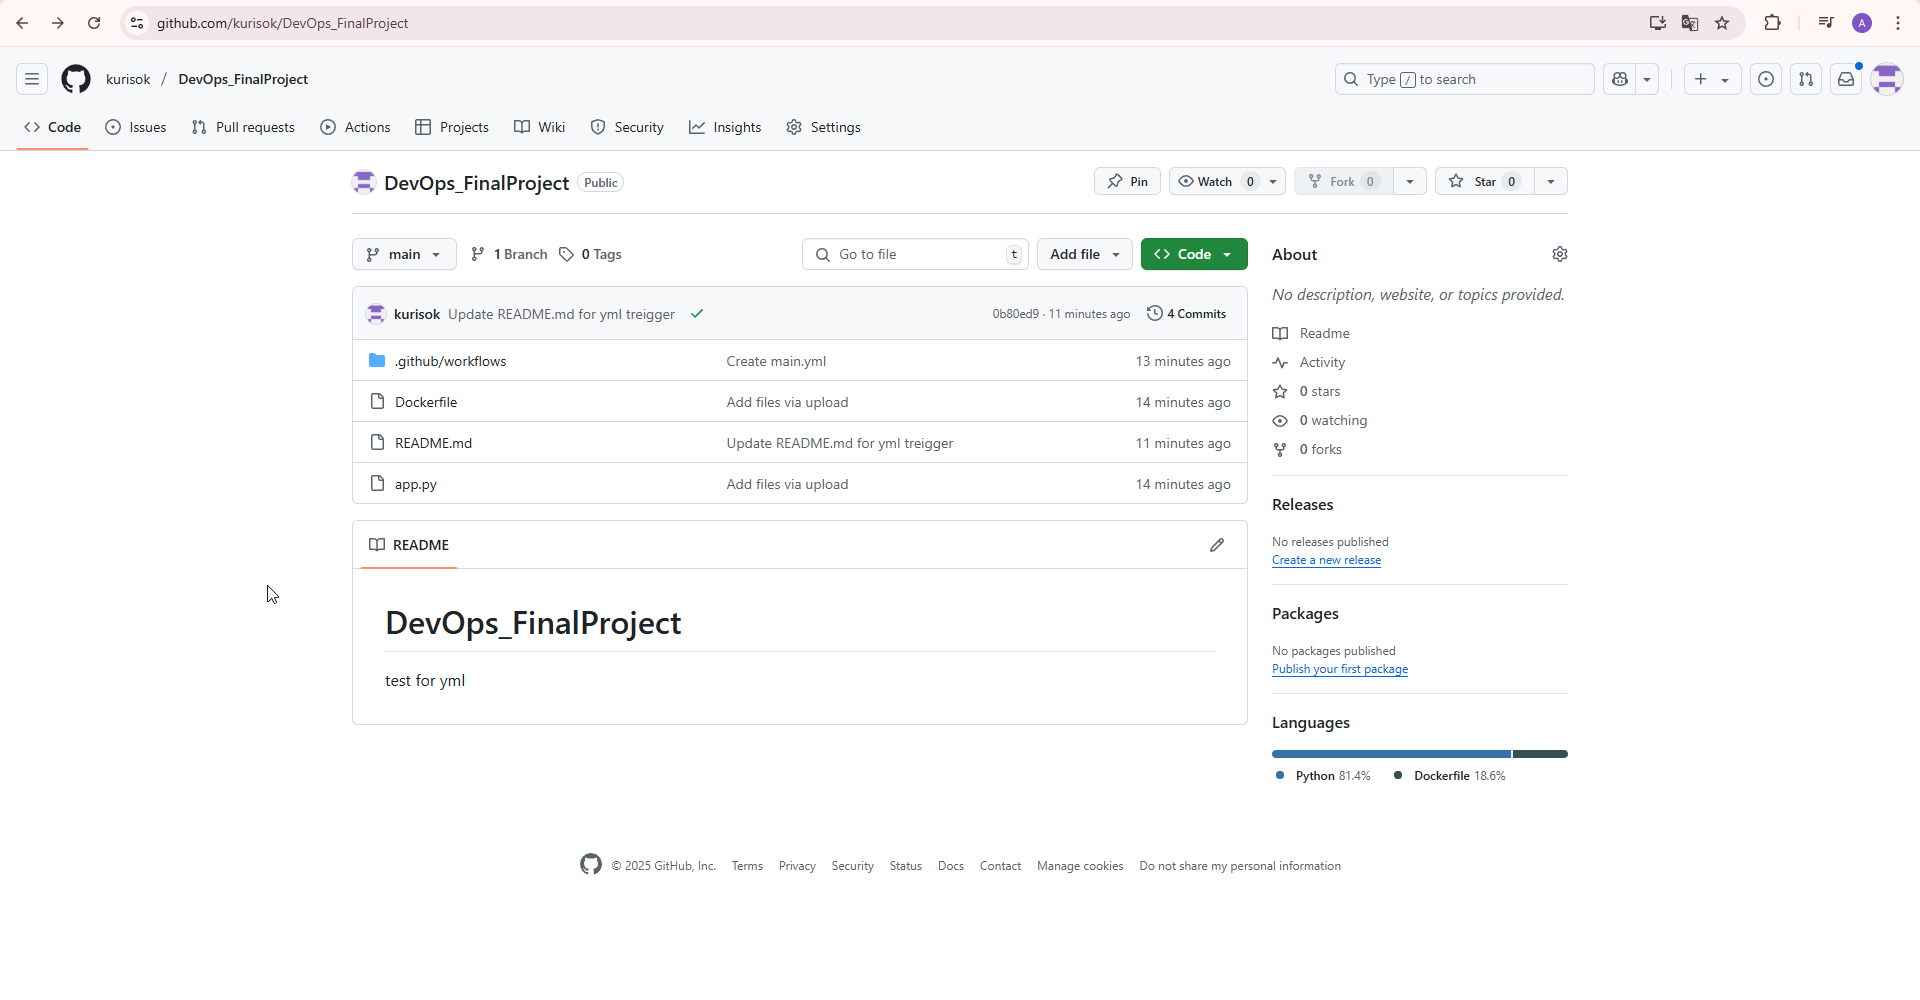 github.com/kurisok/DevOps_FinalProject
A
kurisok / DevOps_FinalProject
Type / to search
Code Issues Pull requests Actions Projects Wiki Security Insights Settings
DevOps_FinalProject Public
Pin Watch 0 Fork 0 Star 0
main 1 Branch 0 Tags Go to file t Add file Code
kurisok Update README.md for yml treigger 0b80ed9 · 11 minutes ago 4 Commits
.github/workflows Create main.yml 13 minutes ago
Dockerfile Add files via upload 14 minutes ago
README.md Update README.md for yml treigger 11 minutes ago
app.py Add files via upload 14 minutes ago
README
DevOps_FinalProject
test for yml
About
No description, website, or topics provided.
Readme
Activity
0 stars
0 watching
0 forks
Releases
No releases published
Create a new release
Packages
No packages published
Publish your first package
Languages
Python 81.4% Dockerfile 18.6%
© 2025 GitHub, Inc. Terms Privacy Security Status Docs Contact Manage cookies Do not share my personal information